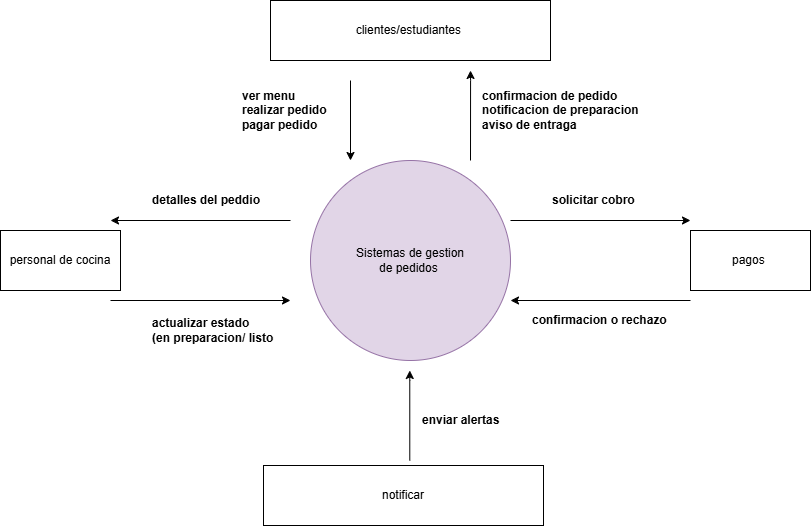 clientes/estudiantes
ver menu
realizar pedido
pagar pedido
confirmacion de pedido
notificacion de preparacion
aviso de entraga
detalles del peddio
solicitar cobro
personal de cocina
Sistemas de gestion
de pedidos
pagos
actualizar estado
(en preparacion/ listo
confirmacion o rechazo
enviar alertas
notificar